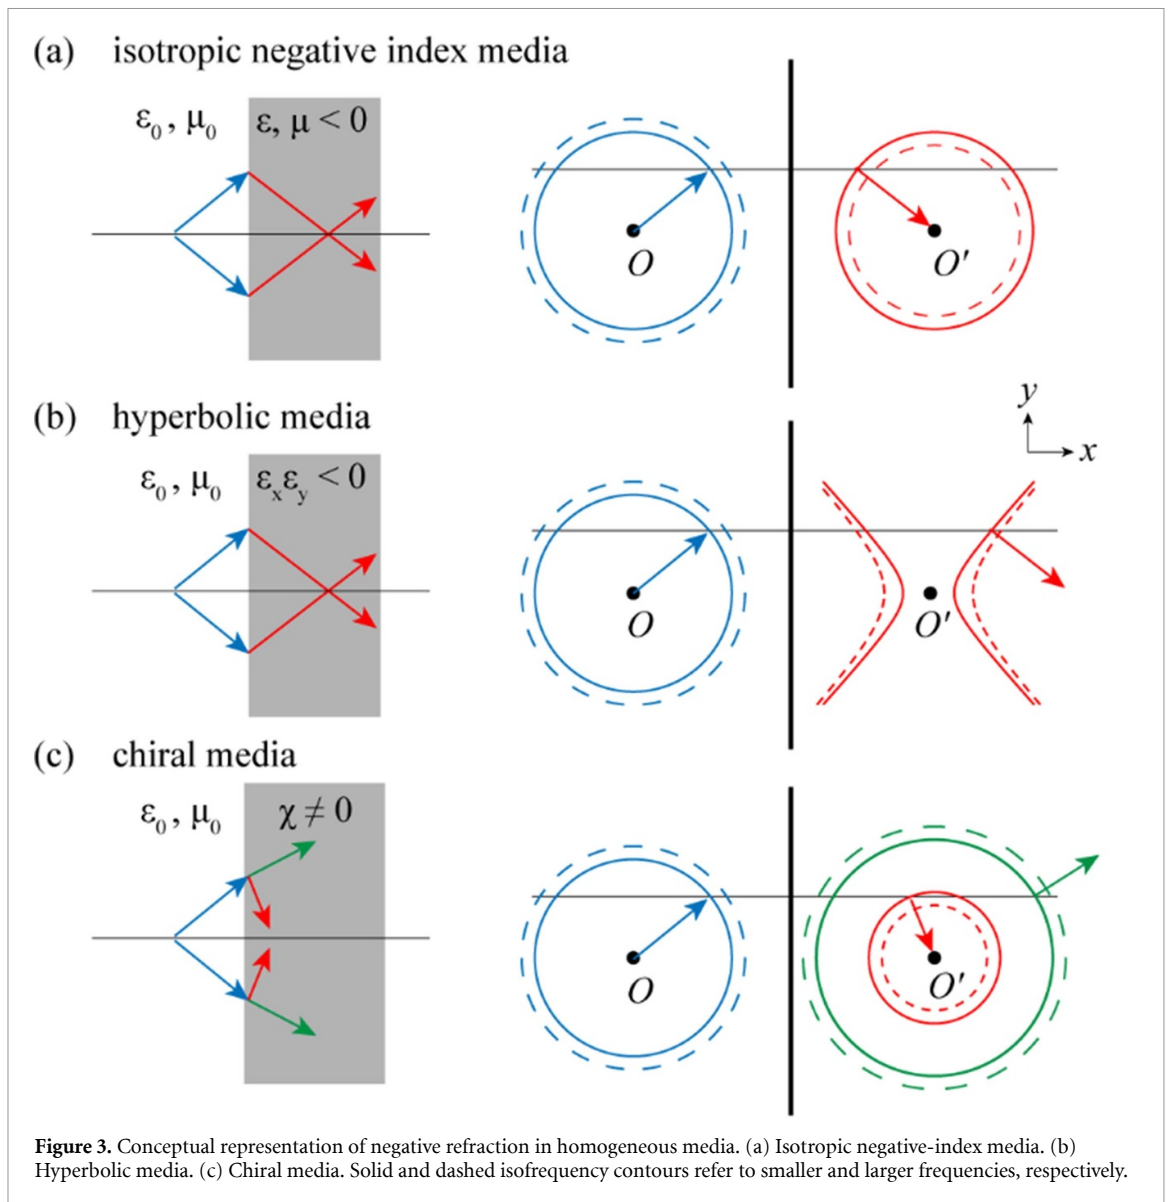 (a) isotropic negative index media
ε₀, μ₀ ε, μ < 0
O O′
(b) hyperbolic media
y
x
ε₀, μ₀ εₓεᵧ < 0
O O′
(c) chiral media
ε₀, μ₀ χ ≠ 0
O O′
Figure 3. Conceptual representation of negative refraction in homogeneous media. (a) Isotropic negative-index media. (b)
Hyperbolic media. (c) Chiral media. Solid and dashed isofrequency contours refer to smaller and larger frequencies, respectively.